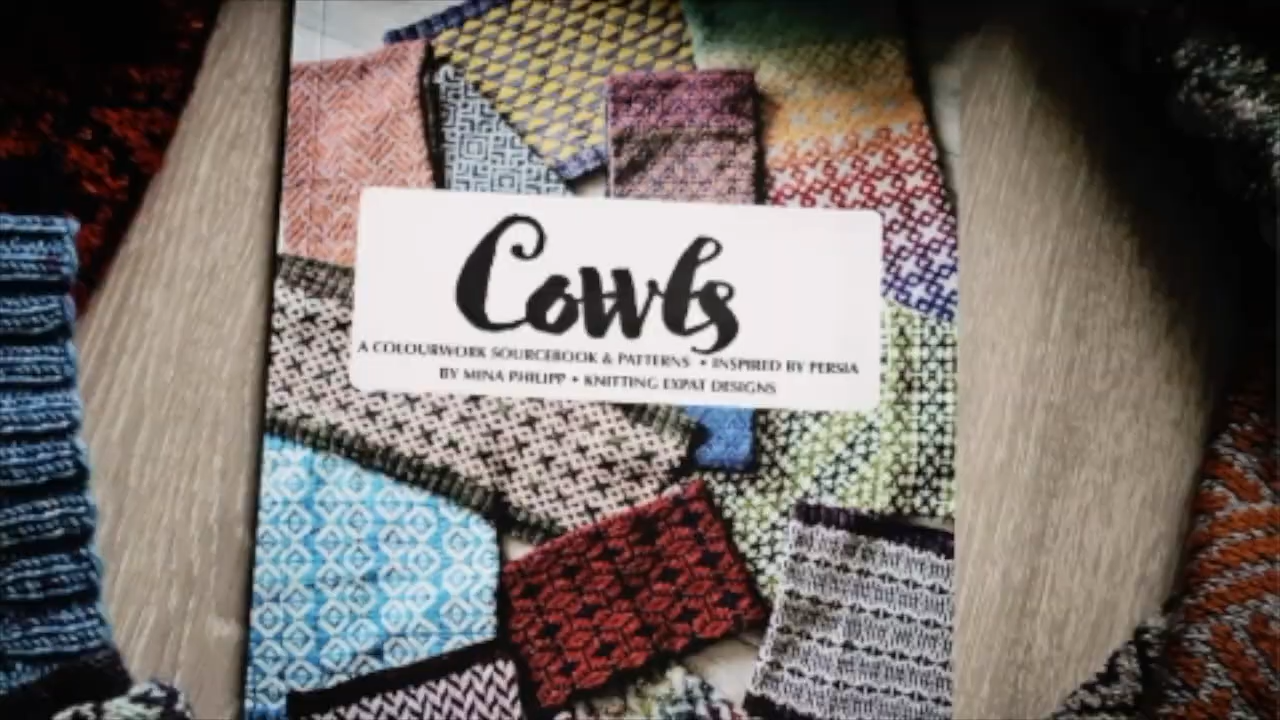 Cowls
A COLOURWORK SOURCEBOOK & PATTERNS • INSPIRED BY PERSIA
BY MINA PHILIPP • KNITTING EXPAT DESIGNS